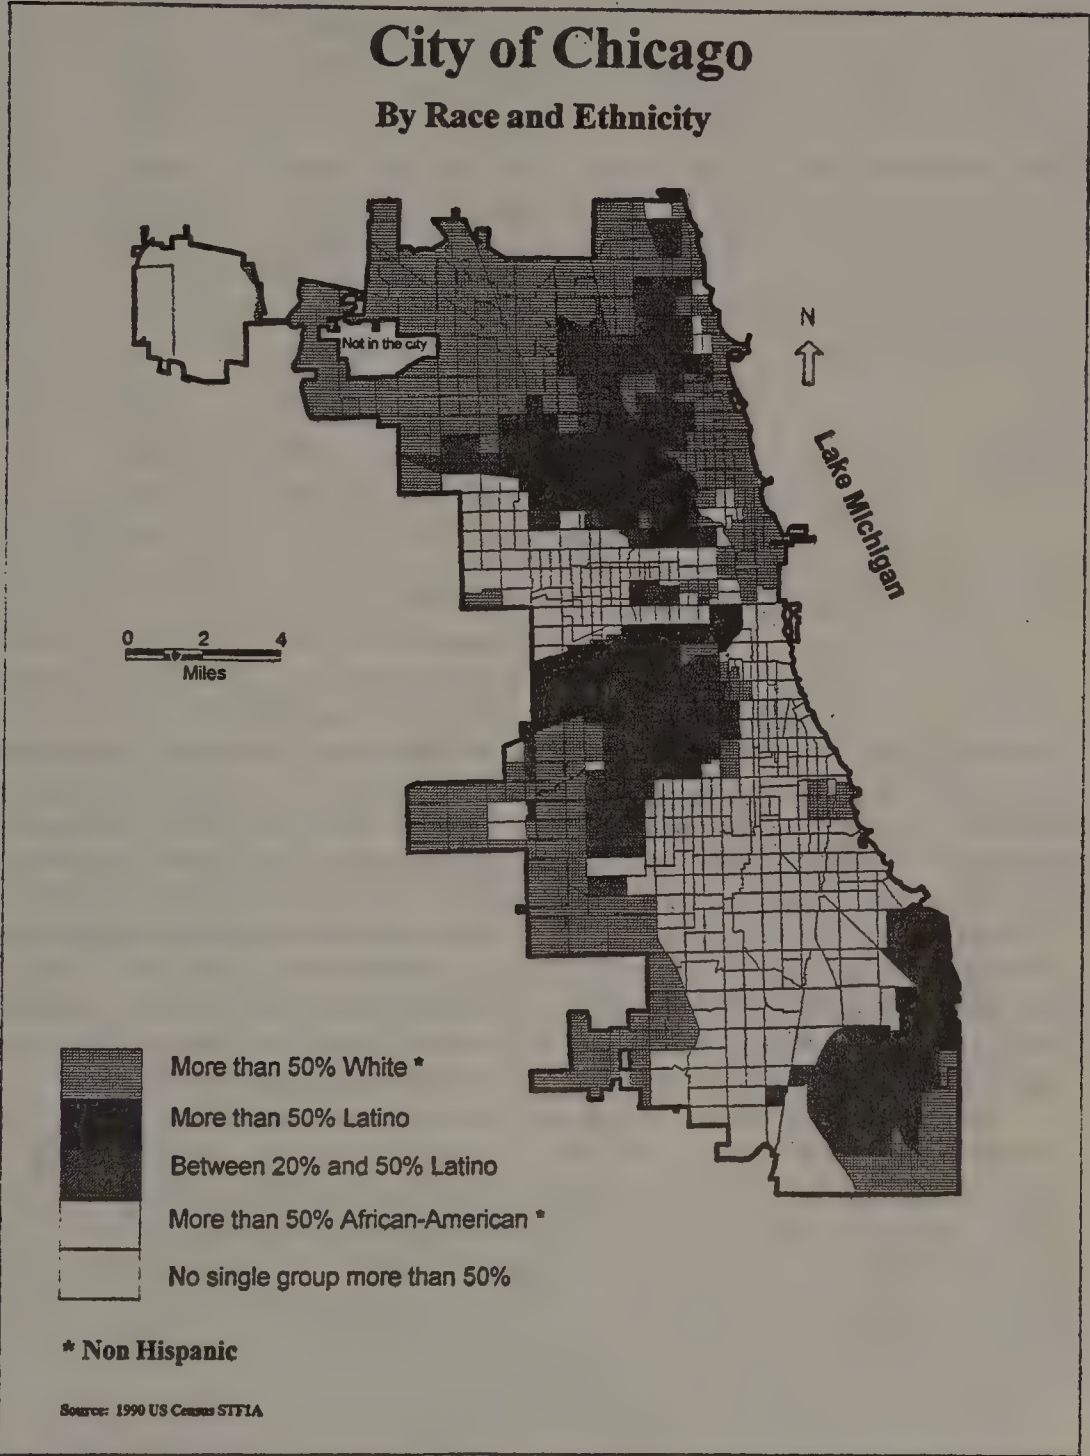 City of Chicago
By Race and Ethnicity
Not in the city
N
Lake Michigan
0 2 4
Miles
More than 50% White *
More than 50% Latino
Between 20% and 50% Latino
More than 50% African-American *
No single group more than 50%
* Non Hispanic
Source: 1990 US Census STF1A